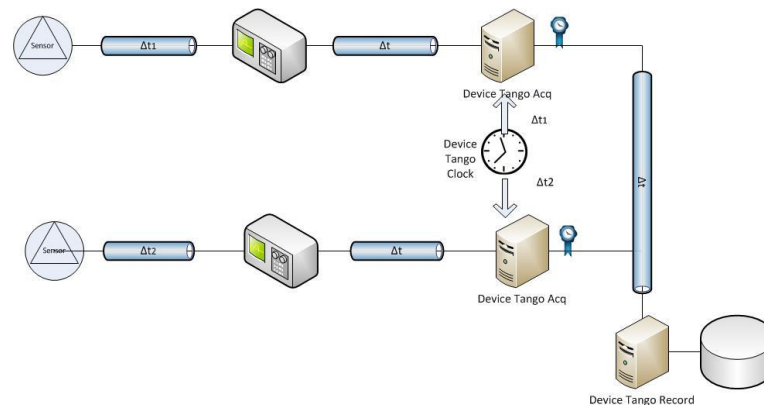 Sensor
Δt1
Δt
Device Tango Acq
Δt1
Device
Tango
Clock
Δt2
Δt
Sensor
Δt2
Δt
Device Tango Acq
Device Tango Record